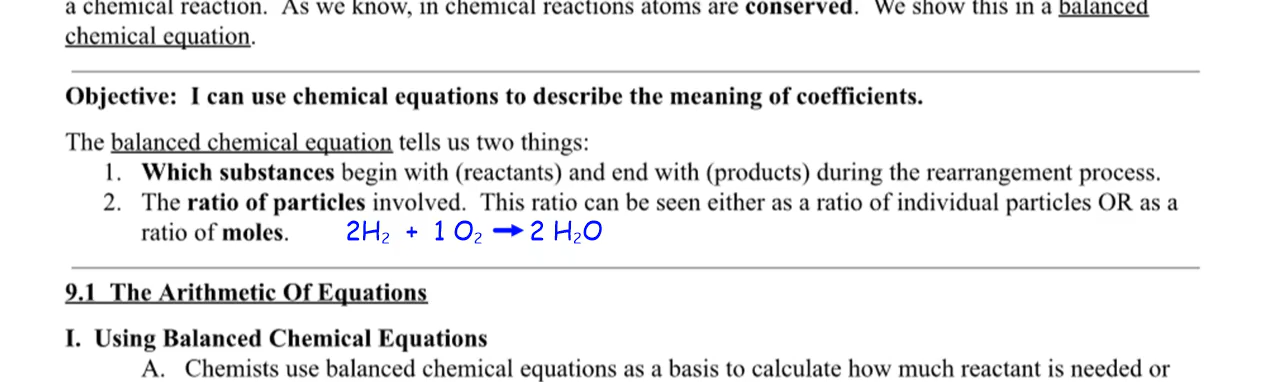 a chemical reaction.  As we know, in chemical reactions atoms are conserved.  We show this in a balanced
chemical equation.
Objective:  I can use chemical equations to describe the meaning of coefficients.
The balanced chemical equation tells us two things:
1. Which substances begin with (reactants) and end with (products) during the rearrangement process.
2. The ratio of particles involved.  This ratio can be seen either as a ratio of individual particles OR as a
ratio of moles. 2H₂ + 1 O₂ → 2 H₂O
9.1  The Arithmetic Of Equations
I. Using Balanced Chemical Equations
A. Chemists use balanced chemical equations as a basis to calculate how much reactant is needed or